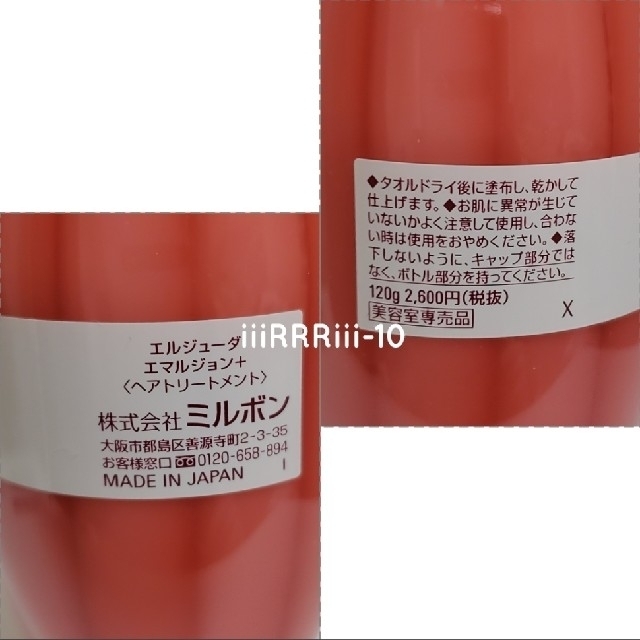 ◆タオルドライ後に塗布し、乾かして
仕上げます。◆お肌に異常が生じて
いないかよく注意して使用し、合わな
い時は使用をおやめください。◆落
下しないように、キャップ部分では
なく、ボトル部分を持ってください。
120g 2,600円(税抜)
美容室専売品 X
iiiRRRiii-10
エルジューダ
エマルジョン+
〈ヘアトリートメント〉
株式会社 ミルボン
大阪市都島区善源寺町2-3-35
お客様窓口 0120-658-894
MADE IN JAPAN I